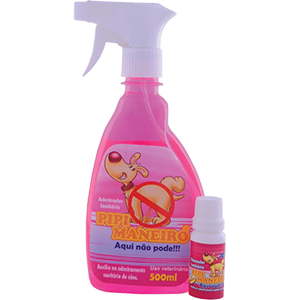 Adestrador
Sanitário
PIPI
MANEIRO
Aqui não pode!!!
Auxilia no adestramento
sanitário de cães.
Uso veterinário
500ml